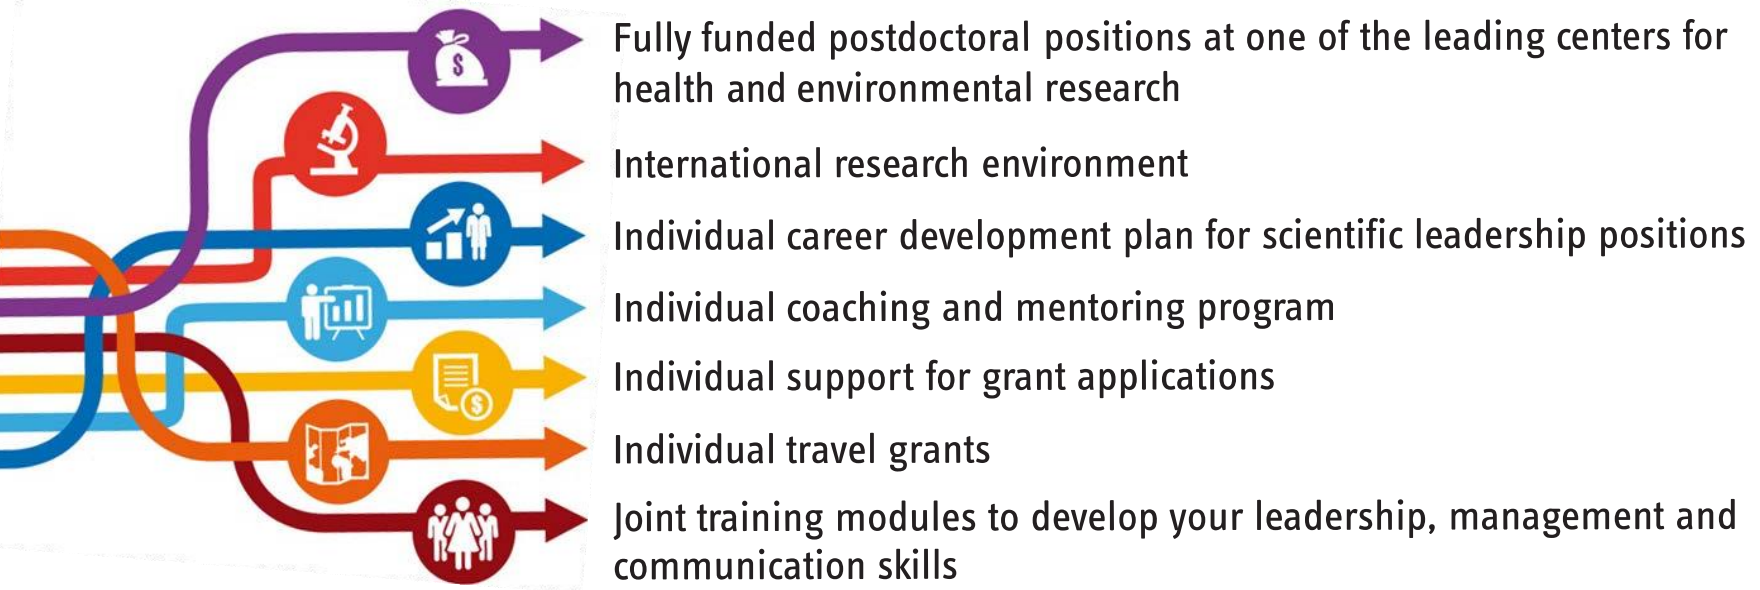 Fully funded postdoctoral positions at one of the leading centers for
health and environmental research
International research environment
Individual career development plan for scientific leadership positions
Individual coaching and mentoring program
Individual support for grant applications
Individual travel grants
Joint training modules to develop your leadership, management and
communication skills
$
$